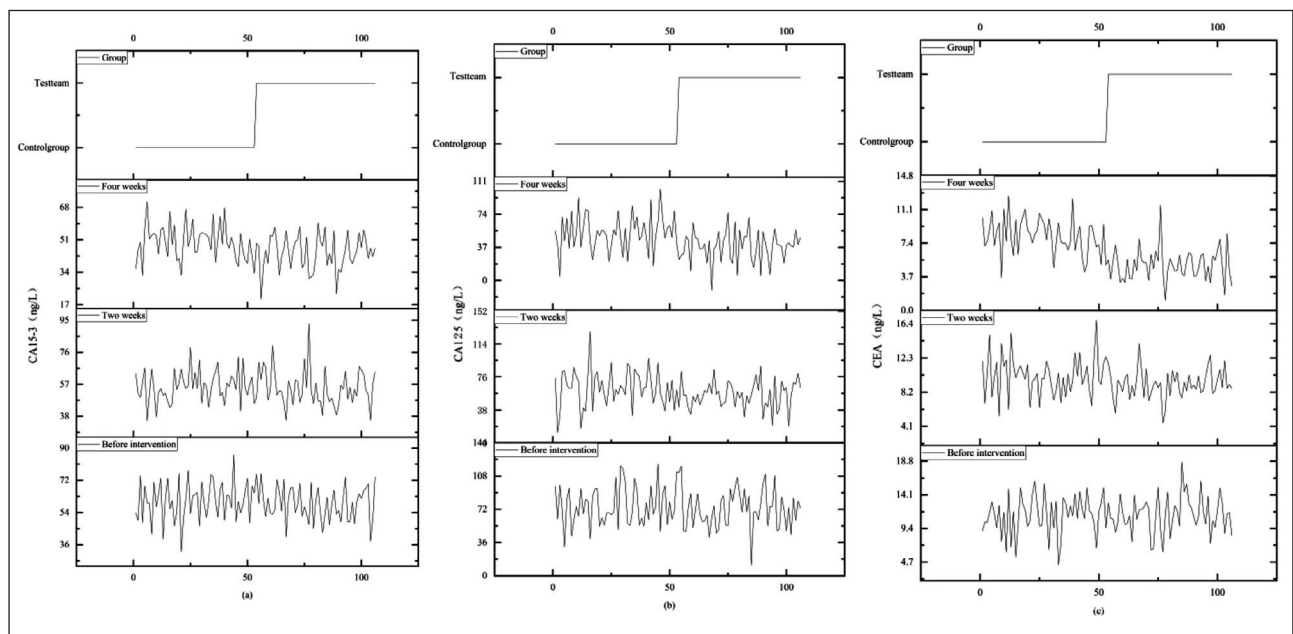 0 50 100
Group
Testteam
Controlgroup
Four weeks
68
51
34
17
Two weeks
95
76
57
38
Before intervention
90
72
54
36
CA15-3（ng/L）
0 50 100
(a)
0 50 100
Group
Testteam
Controlgroup
Four weeks
111
74
37
0
152
Two weeks
114
76
38
140
Before intervention
108
72
36
0
CA125（ng/L）
0 50 100
(b)
0 50 100
Group
Testteam
Controlgroup
14.8
Four weeks
11.1
7.4
3.7
0.0
Two weeks
16.4
12.3
8.2
4.1
Before intervention
18.8
14.1
9.4
4.7
CEA（ng/L）
0 50 100
(c)